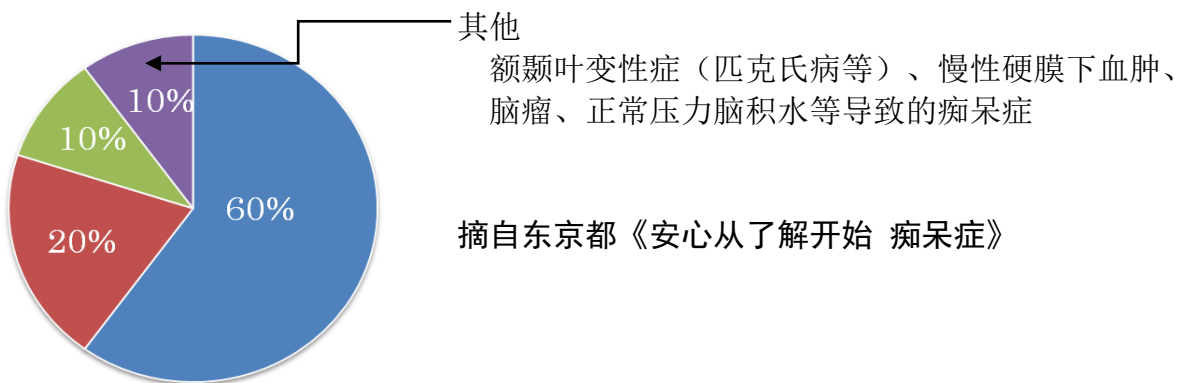 其他
额颞叶变性症（匹克氏病等）、慢性硬膜下血肿、
脑瘤、正常压力脑积水等导致的痴呆症
10%
10%
60%
20%
摘自东京都《安心从了解开始 痴呆症》